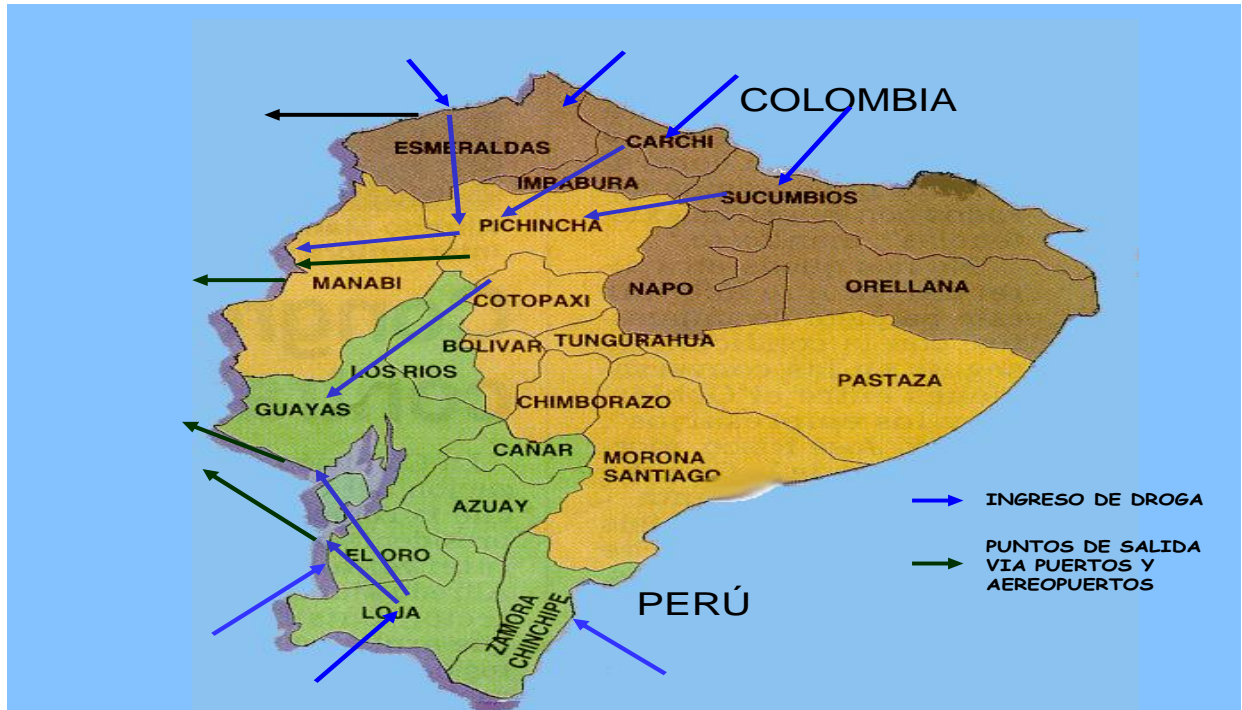 COLOMBIA
CARCHI
ESMERALDAS
IMBABURA
SUCUMBIOS
PICHINCHA
MANABI
NAPO
ORELLANA
COTOPAXI
BOLIVAR
TUNGURAHUA
LOS RIOS
PASTAZA
GUAYAS
CHIMBORAZO
CAÑAR
MORONA
SANTIAGO
AZUAY
INGRESO DE DROGA
EL ORO
PUNTOS DE SALIDA
VIA PUERTOS Y
AEREOPUERTOS
LOJA
PERÚ
ZAMORA
CHINCHIPE